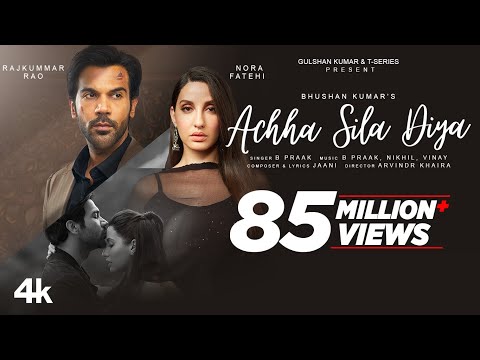 RAJKUMMAR
RAO
NORA
FATEHI
GULSHAN KUMAR & T-SERIES
PRESENT
BHUSHAN KUMAR'S
Achha Sila Diya
SINGER B PRAAK MUSIC B PRAAK, NIKHIL, VINAY
COMPOSER & LYRICS JAANI DIRECTOR ARVINDR KHAIRA
85 MILLION+
VIEWS
4k